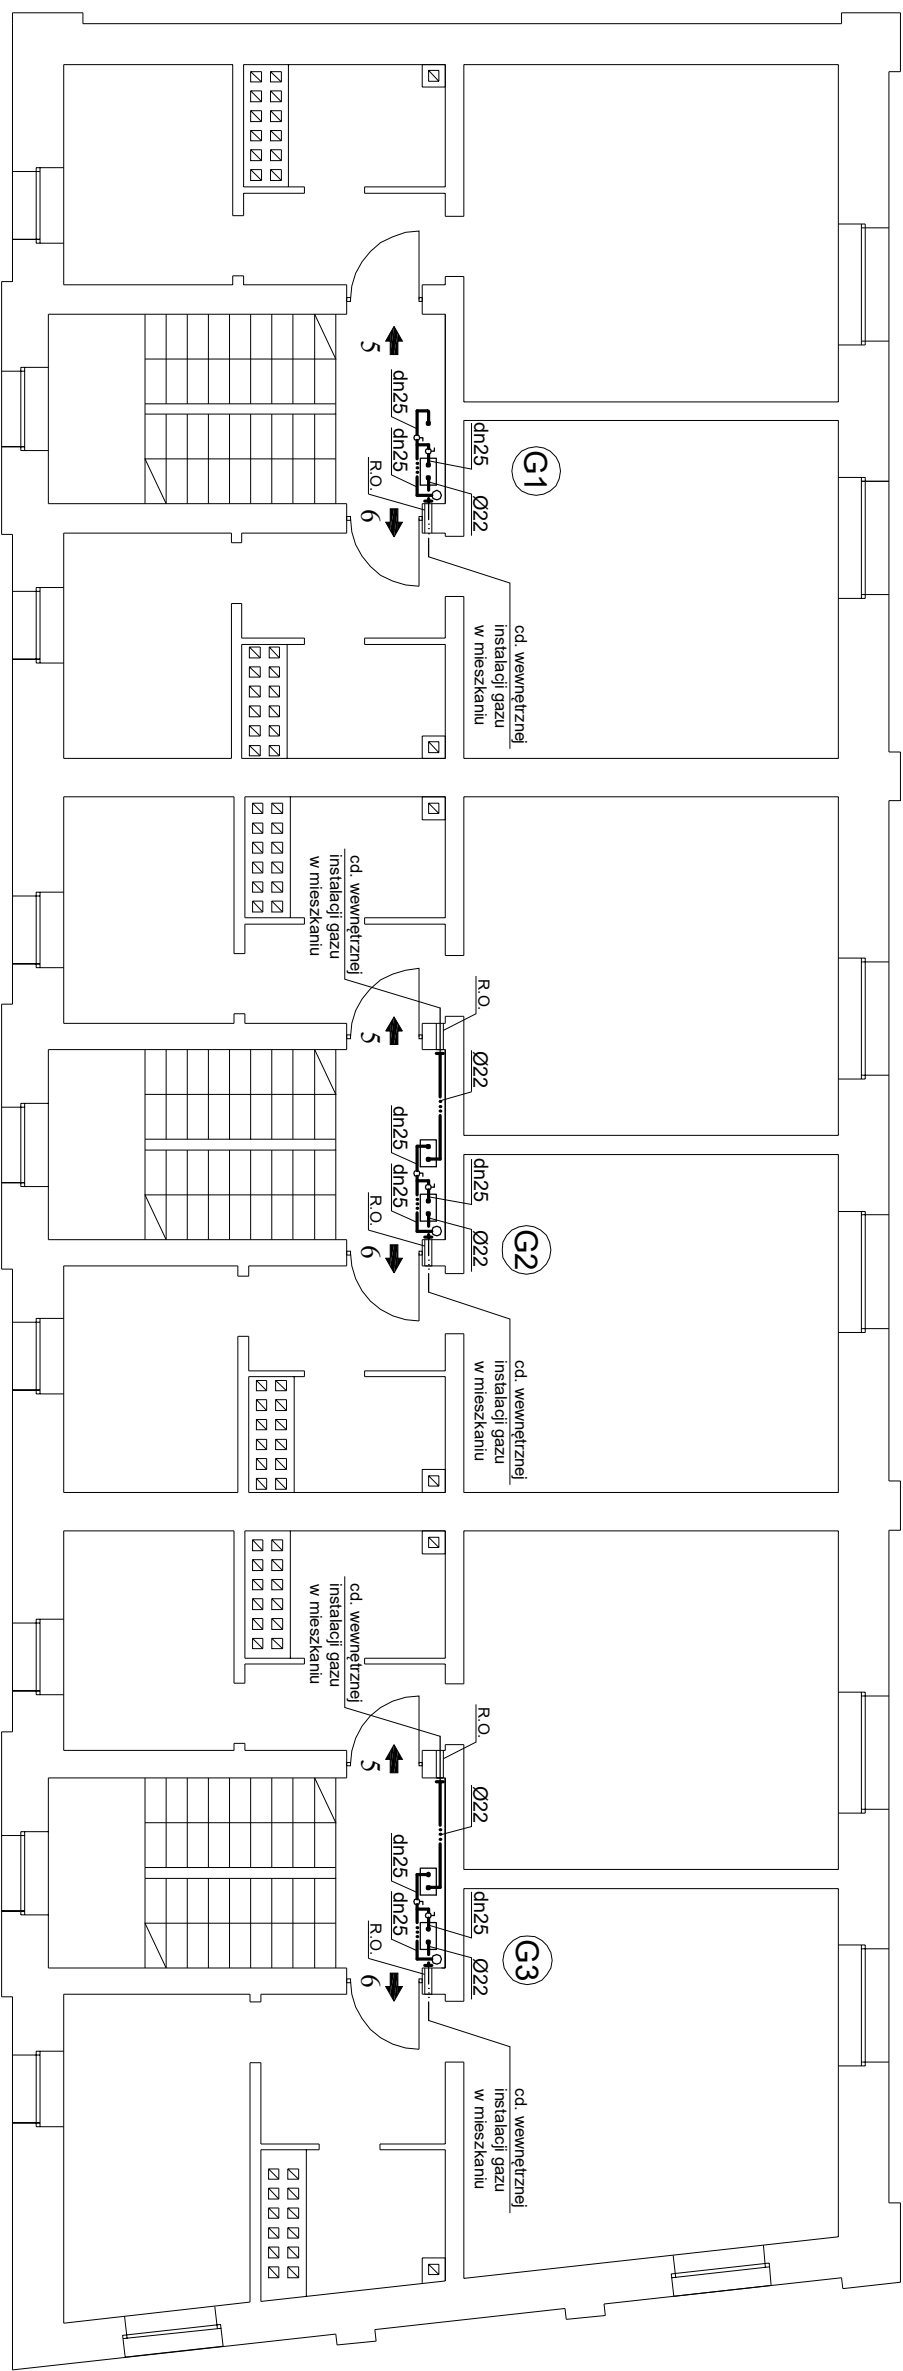 G1
dn25
Ø22
dn25
dn25
R.O.
5
6
cd. wewnętrznej
instalacji gazu
w mieszkaniu
cd. wewnętrznej
instalacji gazu
w mieszkaniu
R.O.
Ø22
G2
dn25
Ø22
dn25
dn25
R.O.
5
6
cd. wewnętrznej
instalacji gazu
w mieszkaniu
cd. wewnętrznej
instalacji gazu
w mieszkaniu
R.O.
Ø22
G3
dn25
Ø22
dn25
dn25
R.O.
5
6
cd. wewnętrznej
instalacji gazu
w mieszkaniu